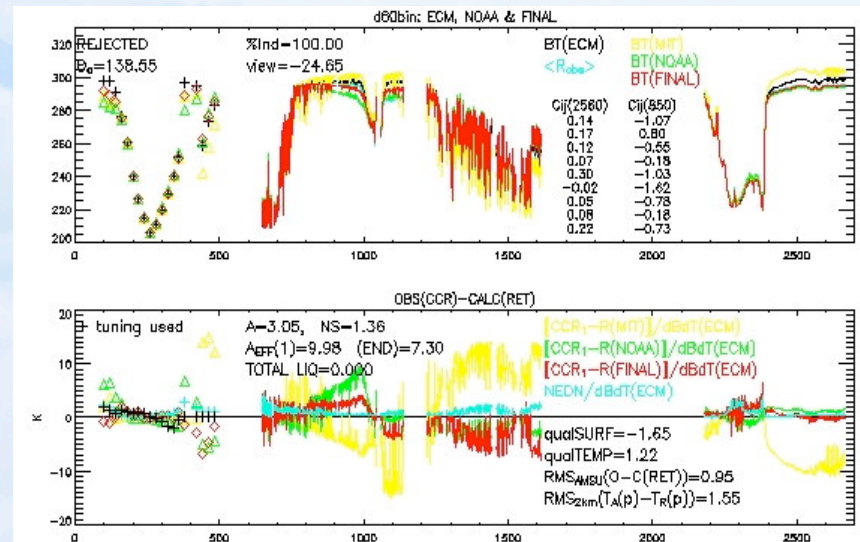 d60bin: ECM, NOAA & FINAL
REJECTED
%Ind=100.00
BT(ECM)
BT(MIT)
=138.55
view=-24.65
<R_obs>
BT(NOAA)
BT(FINAL)
Cij(2560) Cij(850)
0.14 -1.07
0.17 0.80
0.12 -0.55
0.07 -0.18
0.30 -1.03
-0.02 -1.62
0.05 -0.78
0.08 -0.18
0.22 -0.73
320
300
280
260
240
220
200
0 500 1000 1500 2000 2500
OBS(CCR)-CALC(RET)
+ tuning used
A=3.05, NS=1.36
[CCR1-R(MIT)]/dBdT(ECM)
AEFF(1)=9.98 (END)=7.30
[CCR1-R(NOAA)]/dBdT(ECM)
TOTAL LIQ=0.000
[CCR1-R(FINAL)]/dBdT(ECM)
NEDN/dBdT(ECM)
qualSURF=-1.65
qualTEMP=1.22
RMSAMSU(O-C(RET))=0.95
RMS2km(TA(p)-TR(p))=1.55
20
10
0
-10
-20
K
0 500 1000 1500 2000 2500